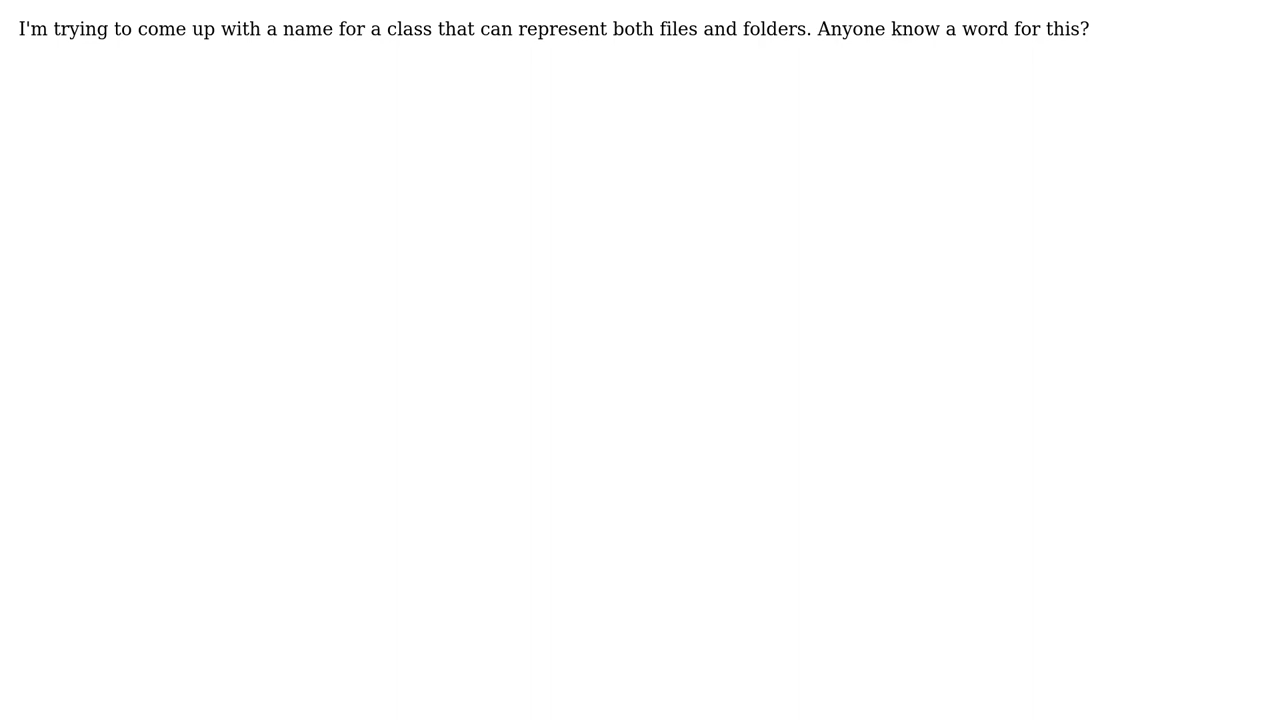 I'm trying to come up with a name for a class that can represent both files and folders. Anyone know a word for this?